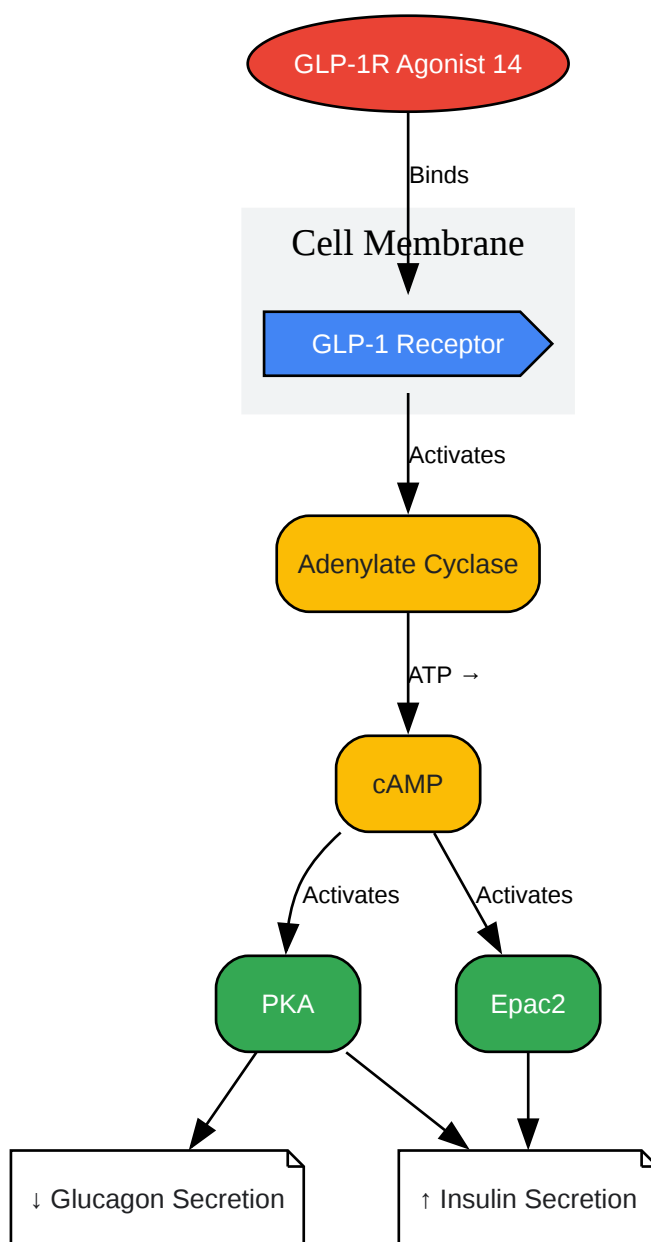 GLP-1R Agonist 14
Binds
Cell Membrane
GLP-1 Receptor
Activates
Adenylate Cyclase
ATP →
cAMP
Activates
Activates
PKA
Epac2
↓ Glucagon Secretion
↑ Insulin Secretion